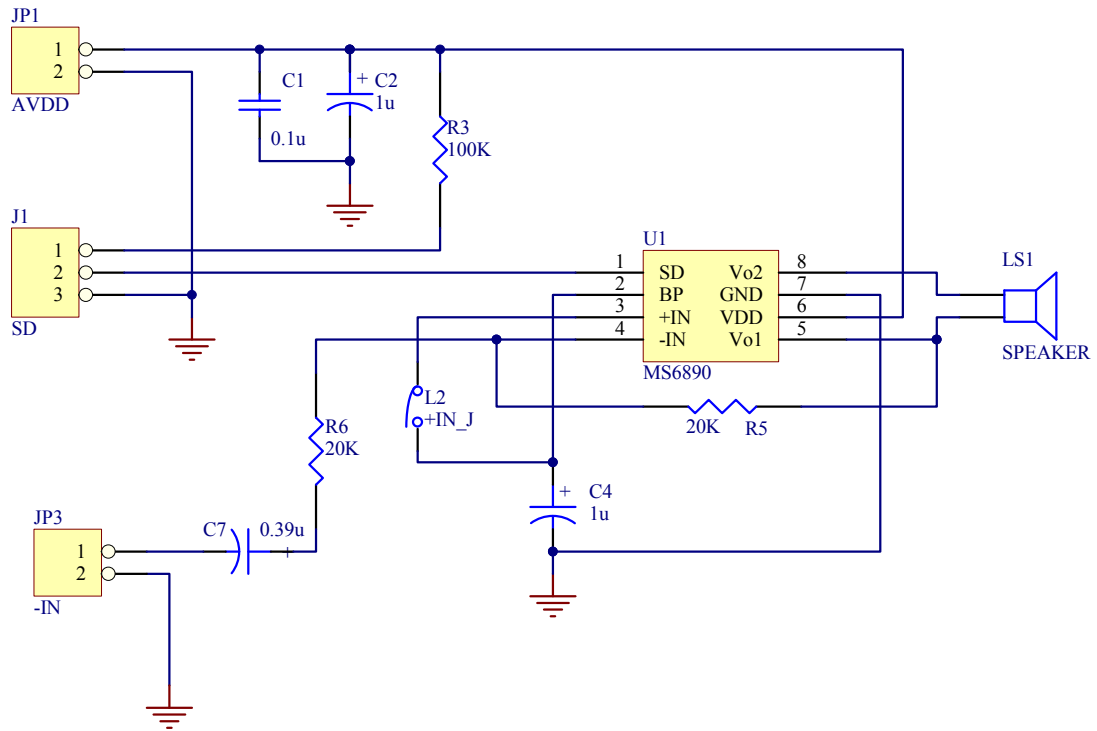 JP1
1
2
AVDD
C1
0.1u
+
C2
1u
R3
100K
J1
1
2
3
SD
U1
1
2
3
4
SD
BP
+IN
-IN
Vo2
GND
VDD
Vo1
8
7
6
5
MS6890
LS1
SPEAKER
L2
+IN_J
20K
R5
R6
20K
+
C4
1u
JP3
1
2
-IN
C7
0.39u
+